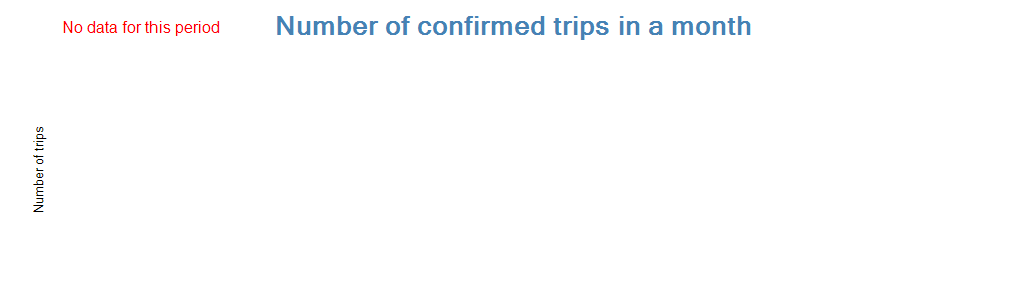 No data for this period
Number of confirmed trips in a month
Number of trips